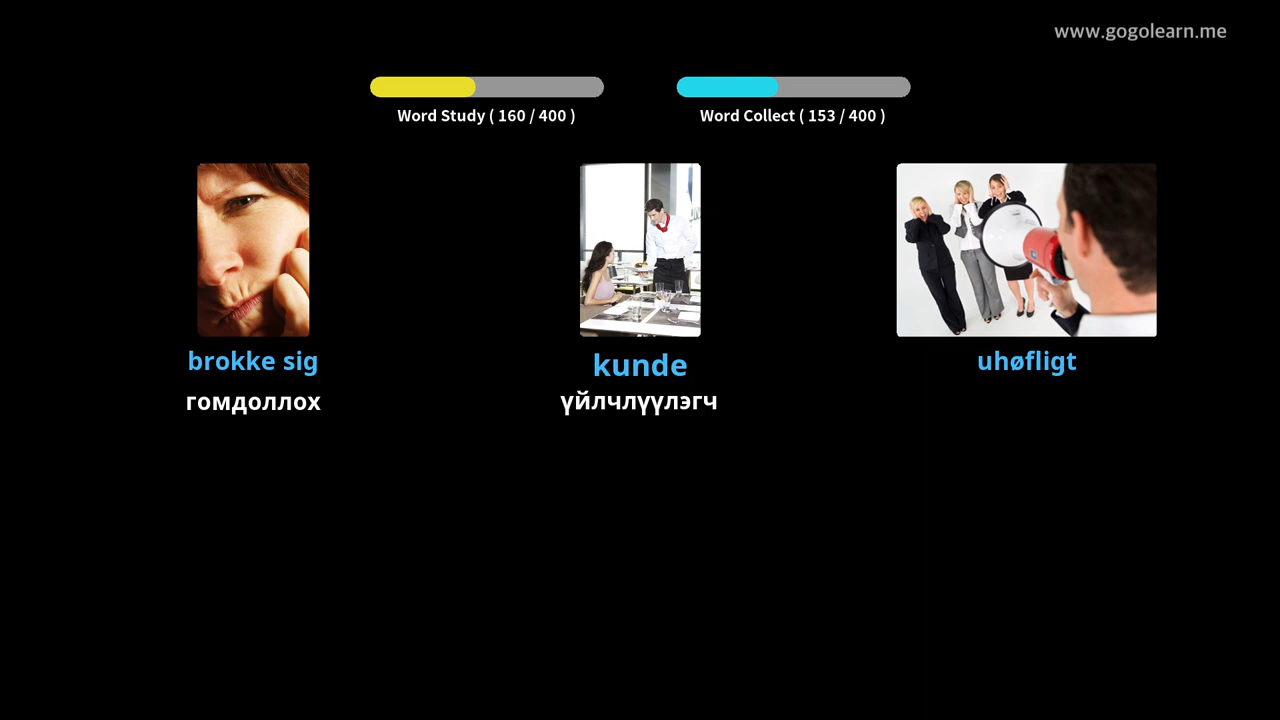 www.gogolearn.me
Word Study ( 160 / 400 )
Word Collect ( 153 / 400 )
brokke sig
kunde
uhøfligt
гомдоллох
үйлчлүүлэгч